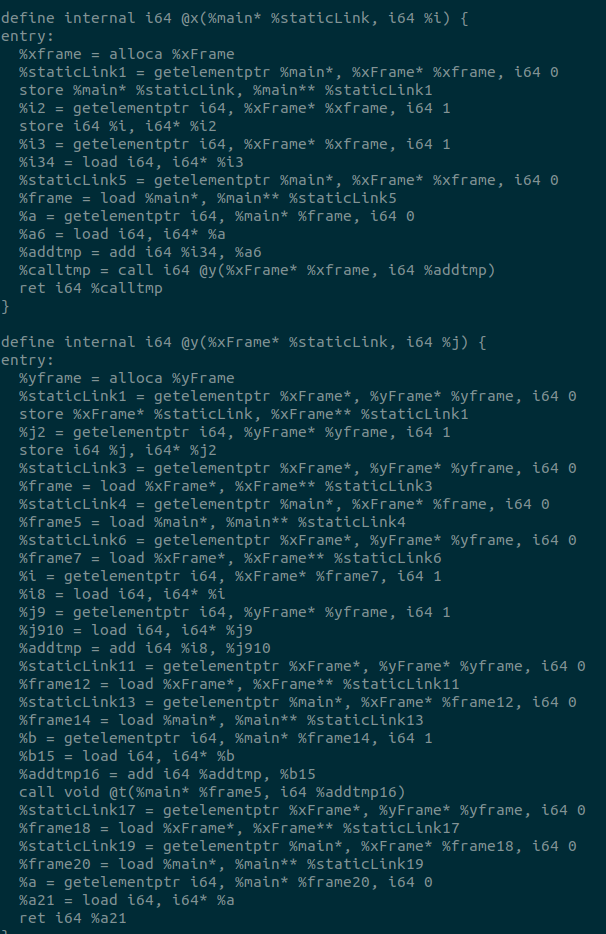 define internal i64 @x(%main* %staticLink, i64 %i) {
entry:
  %xframe = alloca %xFrame
  %staticLink1 = getelementptr %main*, %xFrame* %xframe, i64 0
  store %main* %staticLink, %main** %staticLink1
  %i2 = getelementptr i64, %xFrame* %xframe, i64 1
  store i64 %i, i64* %i2
  %i3 = getelementptr i64, %xFrame* %xframe, i64 1
  %i34 = load i64, i64* %i3
  %staticLink5 = getelementptr %main*, %xFrame* %xframe, i64 0
  %frame = load %main*, %main** %staticLink5
  %a = getelementptr i64, %main* %frame, i64 0
  %a6 = load i64, i64* %a
  %addtmp = add i64 %i34, %a6
  %calltmp = call i64 @y(%xFrame* %xframe, i64 %addtmp)
  ret i64 %calltmp
}

define internal i64 @y(%xFrame* %staticLink, i64 %j) {
entry:
  %yframe = alloca %yFrame
  %staticLink1 = getelementptr %xFrame*, %yFrame* %yframe, i64 0
  store %xFrame* %staticLink, %xFrame** %staticLink1
  %j2 = getelementptr i64, %yFrame* %yframe, i64 1
  store i64 %j, i64* %j2
  %staticLink3 = getelementptr %xFrame*, %yFrame* %yframe, i64 0
  %frame = load %xFrame*, %xFrame** %staticLink3
  %staticLink4 = getelementptr %main*, %xFrame* %frame, i64 0
  %frame5 = load %main*, %main** %staticLink4
  %staticLink6 = getelementptr %xFrame*, %yFrame* %yframe, i64 0
  %frame7 = load %xFrame*, %xFrame** %staticLink6
  %i = getelementptr i64, %xFrame* %frame7, i64 1
  %i8 = load i64, i64* %i
  %j9 = getelementptr i64, %yFrame* %yframe, i64 1
  %j910 = load i64, i64* %j9
  %addtmp = add i64 %i8, %j910
  %staticLink11 = getelementptr %xFrame*, %yFrame* %yframe, i64 0
  %frame12 = load %xFrame*, %xFrame** %staticLink11
  %staticLink13 = getelementptr %main*, %xFrame* %frame12, i64 0
  %frame14 = load %main*, %main** %staticLink13
  %b = getelementptr i64, %main* %frame14, i64 1
  %b15 = load i64, i64* %b
  %addtmp16 = add i64 %addtmp, %b15
  call void @t(%main* %frame5, i64 %addtmp16)
  %staticLink17 = getelementptr %xFrame*, %yFrame* %yframe, i64 0
  %frame18 = load %xFrame*, %xFrame** %staticLink17
  %staticLink19 = getelementptr %main*, %xFrame* %frame18, i64 0
  %frame20 = load %main*, %main** %staticLink19
  %a = getelementptr i64, %main* %frame20, i64 0
  %a21 = load i64, i64* %a
  ret i64 %a21
}